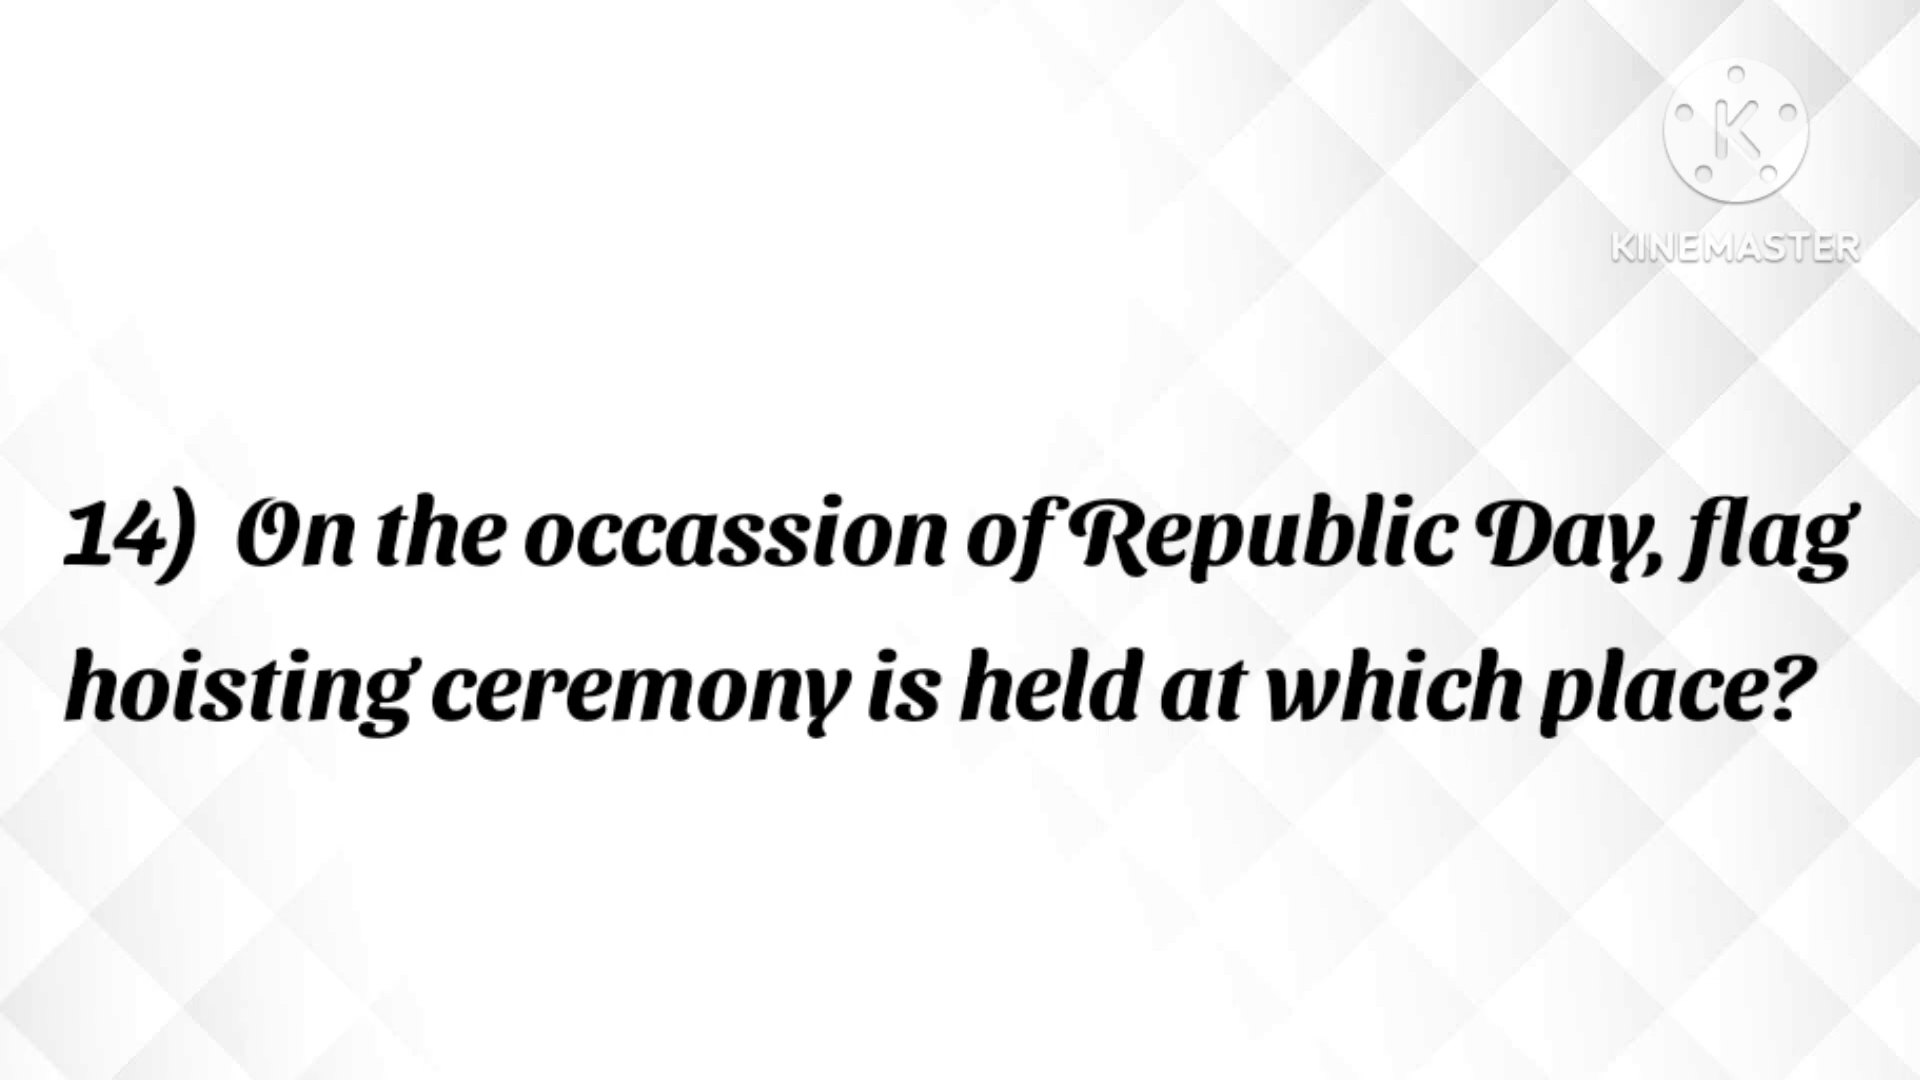 KINEMASTER
14) On the occassion of Republic Day, flag
hoisting ceremony is held at which place?